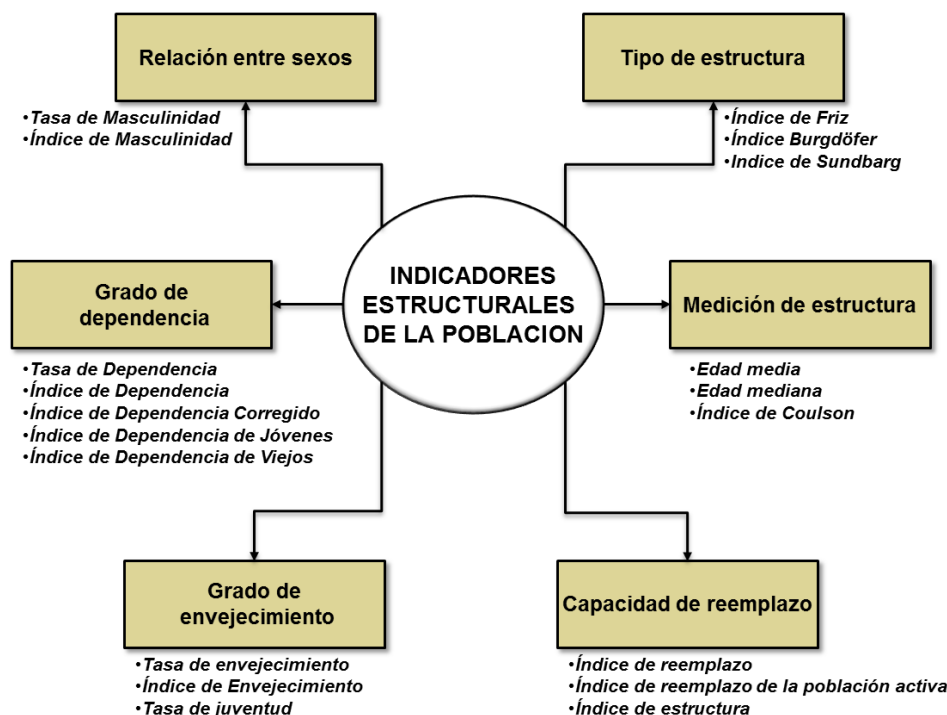 Relación entre sexos
•Tasa de Masculinidad
•Índice de Masculinidad
Tipo de estructura
•Índice de Friz
•Índice Burgdöfer
•Indice de Sundbarg
INDICADORES
ESTRUCTURALES
DE LA POBLACION
Grado de
dependencia
•Tasa de Dependencia
•Índice de Dependencia
•Índice de Dependencia Corregido
•Índice de Dependencia de Jóvenes
•Índice de Dependencia de Viejos
Medición de estructura
•Edad media
•Edad mediana
•Índice de Coulson
Grado de
envejecimiento
•Tasa de envejecimiento
•Índice de Envejecimiento
•Tasa de juventud
Capacidad de reemplazo
•Índice de reemplazo
•Índice de reemplazo de la población activa
•Índice de estructura